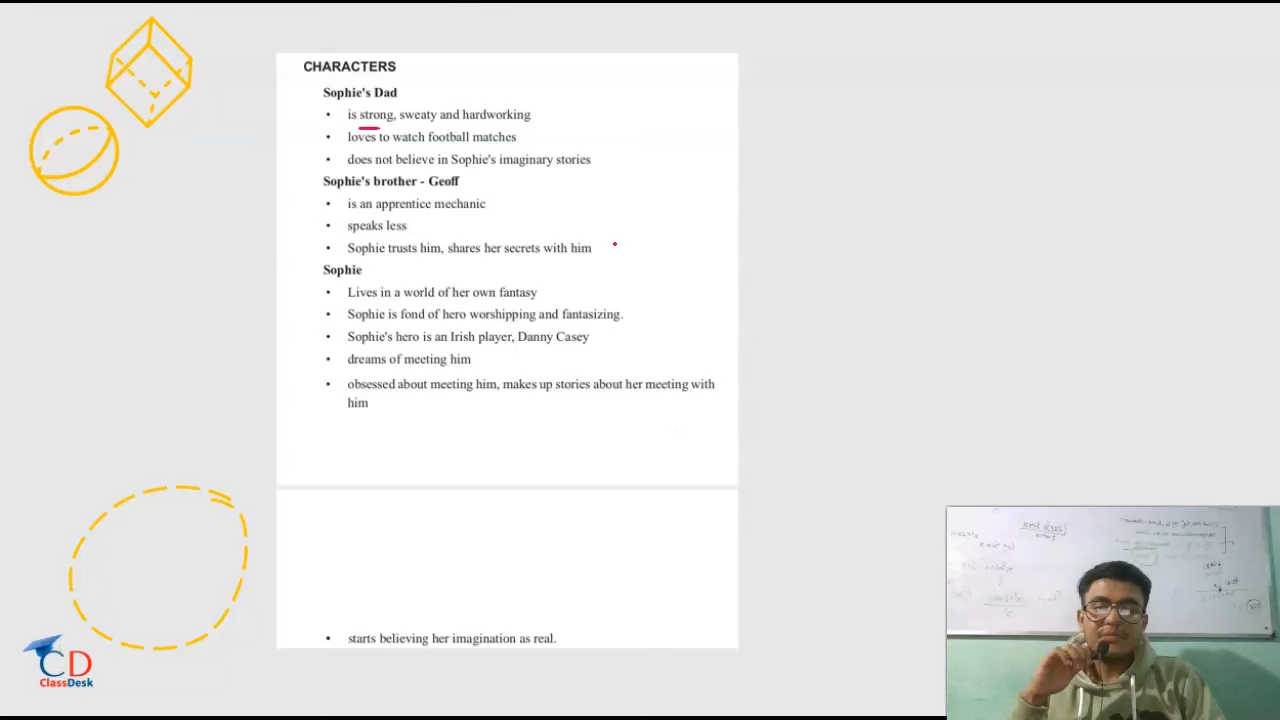 CHARACTERS
Sophie's Dad
• is strong, sweaty and hardworking
• loves to watch football matches
• does not believe in Sophie's imaginary stories
Sophie's brother - Geoff
• is an apprentice mechanic
• speaks less
• Sophie trusts him, shares her secrets with him
Sophie
• Lives in a world of her own fantasy
• Sophie is fond of hero worshipping and fantasizing.
• Sophie's hero is an Irish player, Danny Casey
• dreams of meeting him
• obsessed about meeting him, makes up stories about her meeting with
him
• starts believing her imagination as real.
CD
ClassDesk